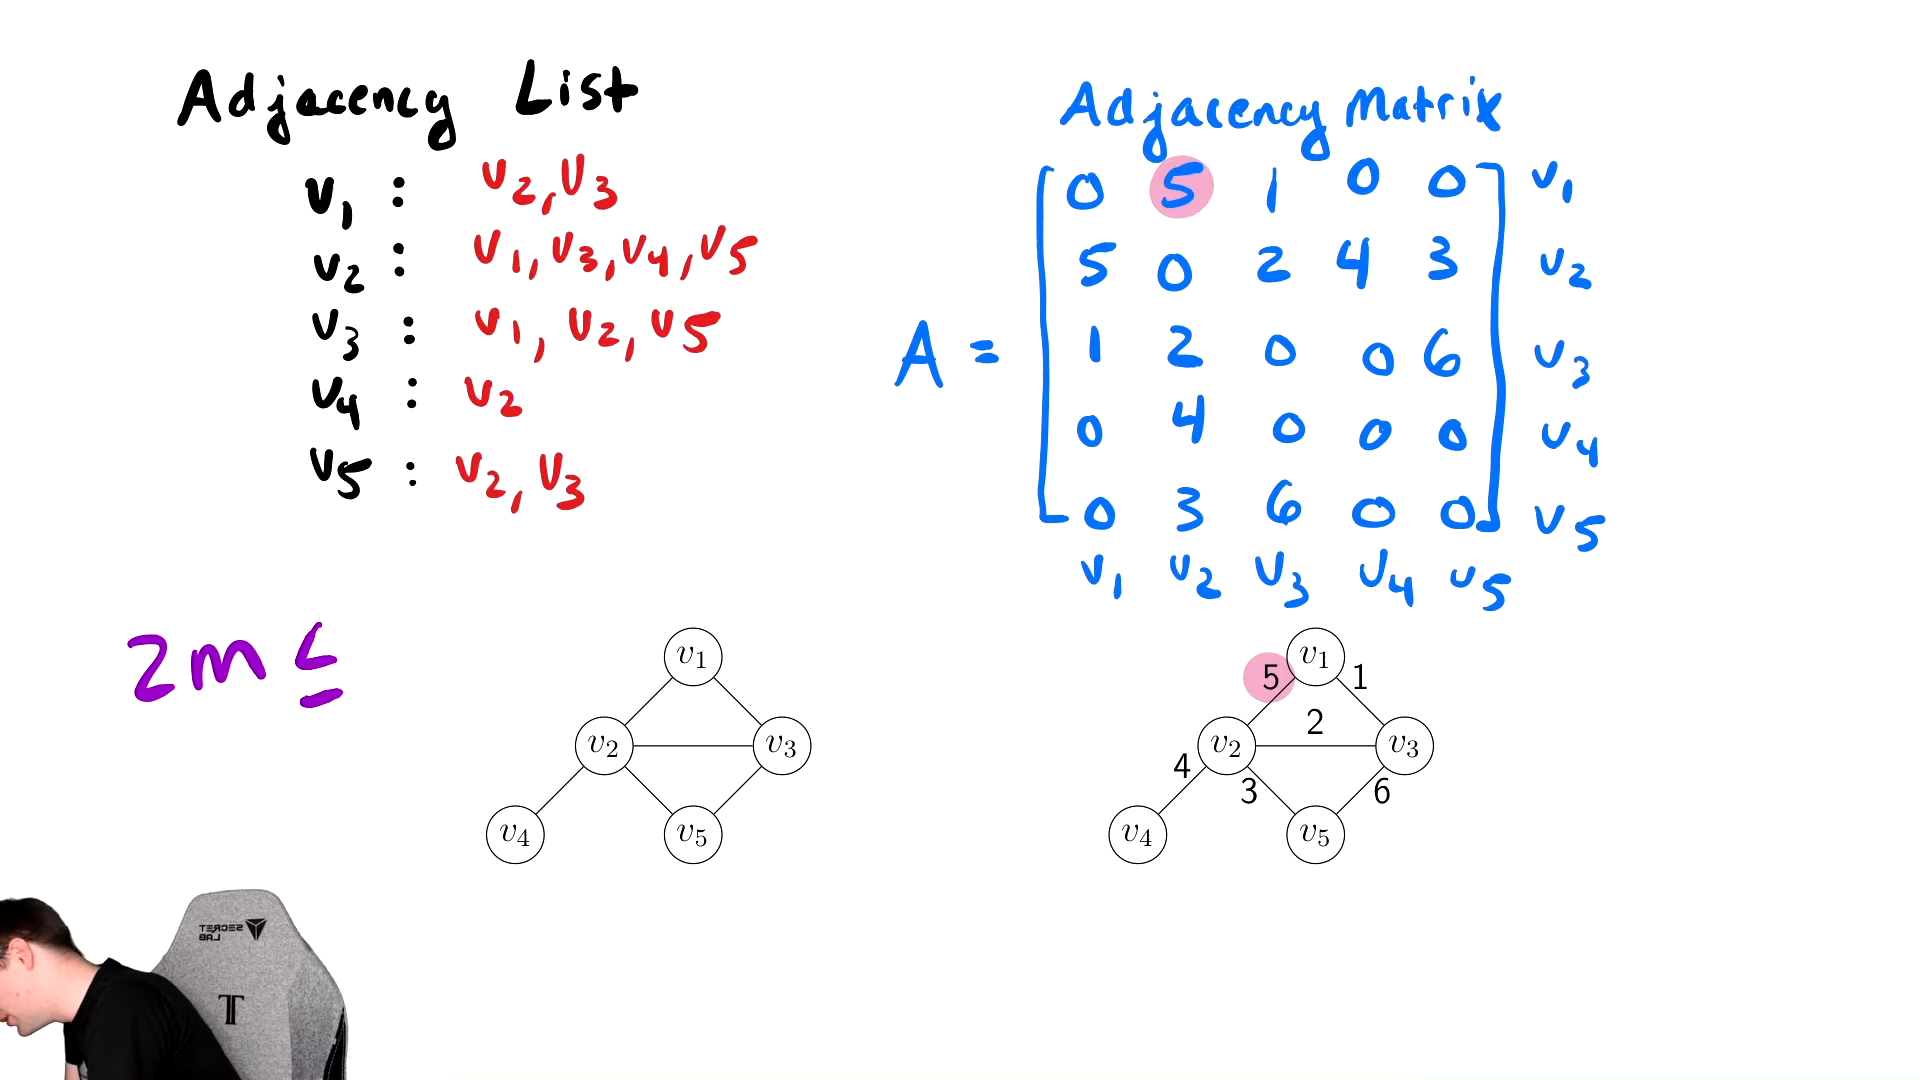 Adjacency List
v1 : v2, v3
v2 : v1, v3, v4, v5
v3 : v1, v2, v5
v4 : v2
v5 : v2, v3
Adjacency Matrix
A =
0 5 1 0 0 v1
5 0 2 4 3 v2
1 2 0 0 6 v3
0 4 0 0 0 v4
0 3 6 0 0 v5
v1 v2 v3 v4 v5
2m ≤
v1
v2 v3
v4 v5
v1
5 1
2
v2 v3
4 3 6
v4 v5
SECRET
LAB
T